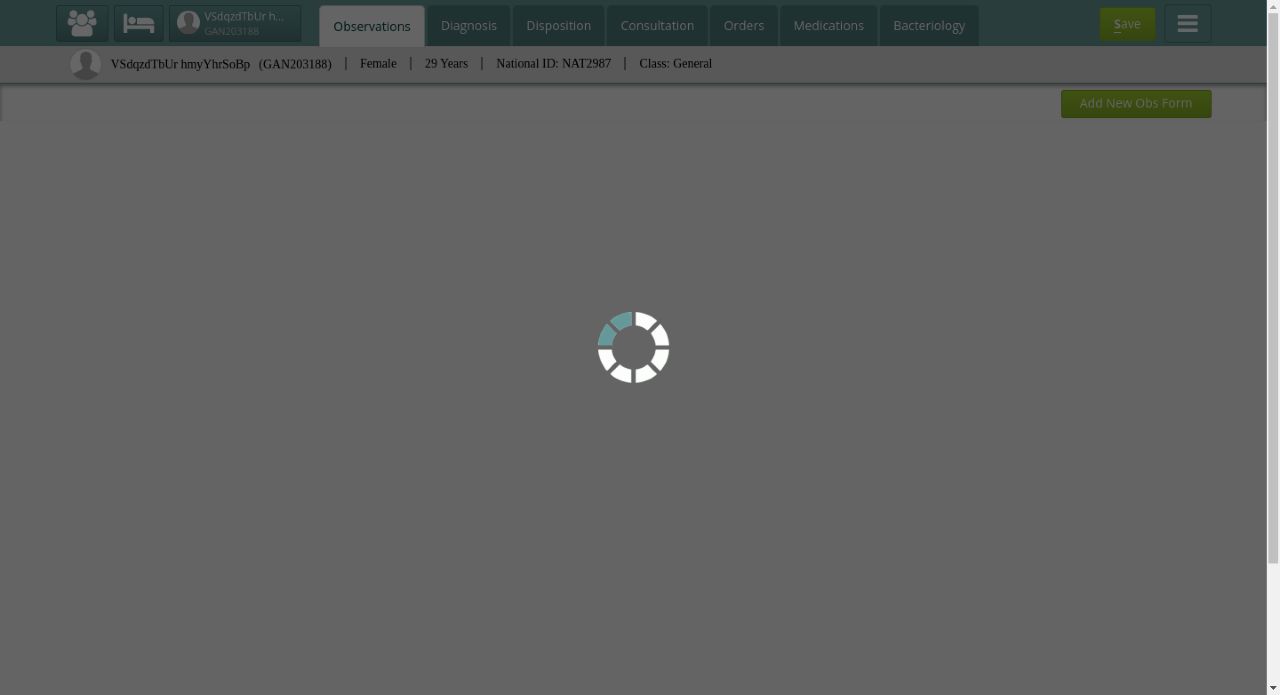 VSdqzdTbUr h...
GAN203188
Observations
Diagnosis
Disposition
Consultation
Orders
Medications
Bacteriology
Save
VSdqzdTbUr hmyYhrSoBp (GAN203188) | Female | 29 Years | National ID: NAT2987 | Class: General
Add New Obs Form